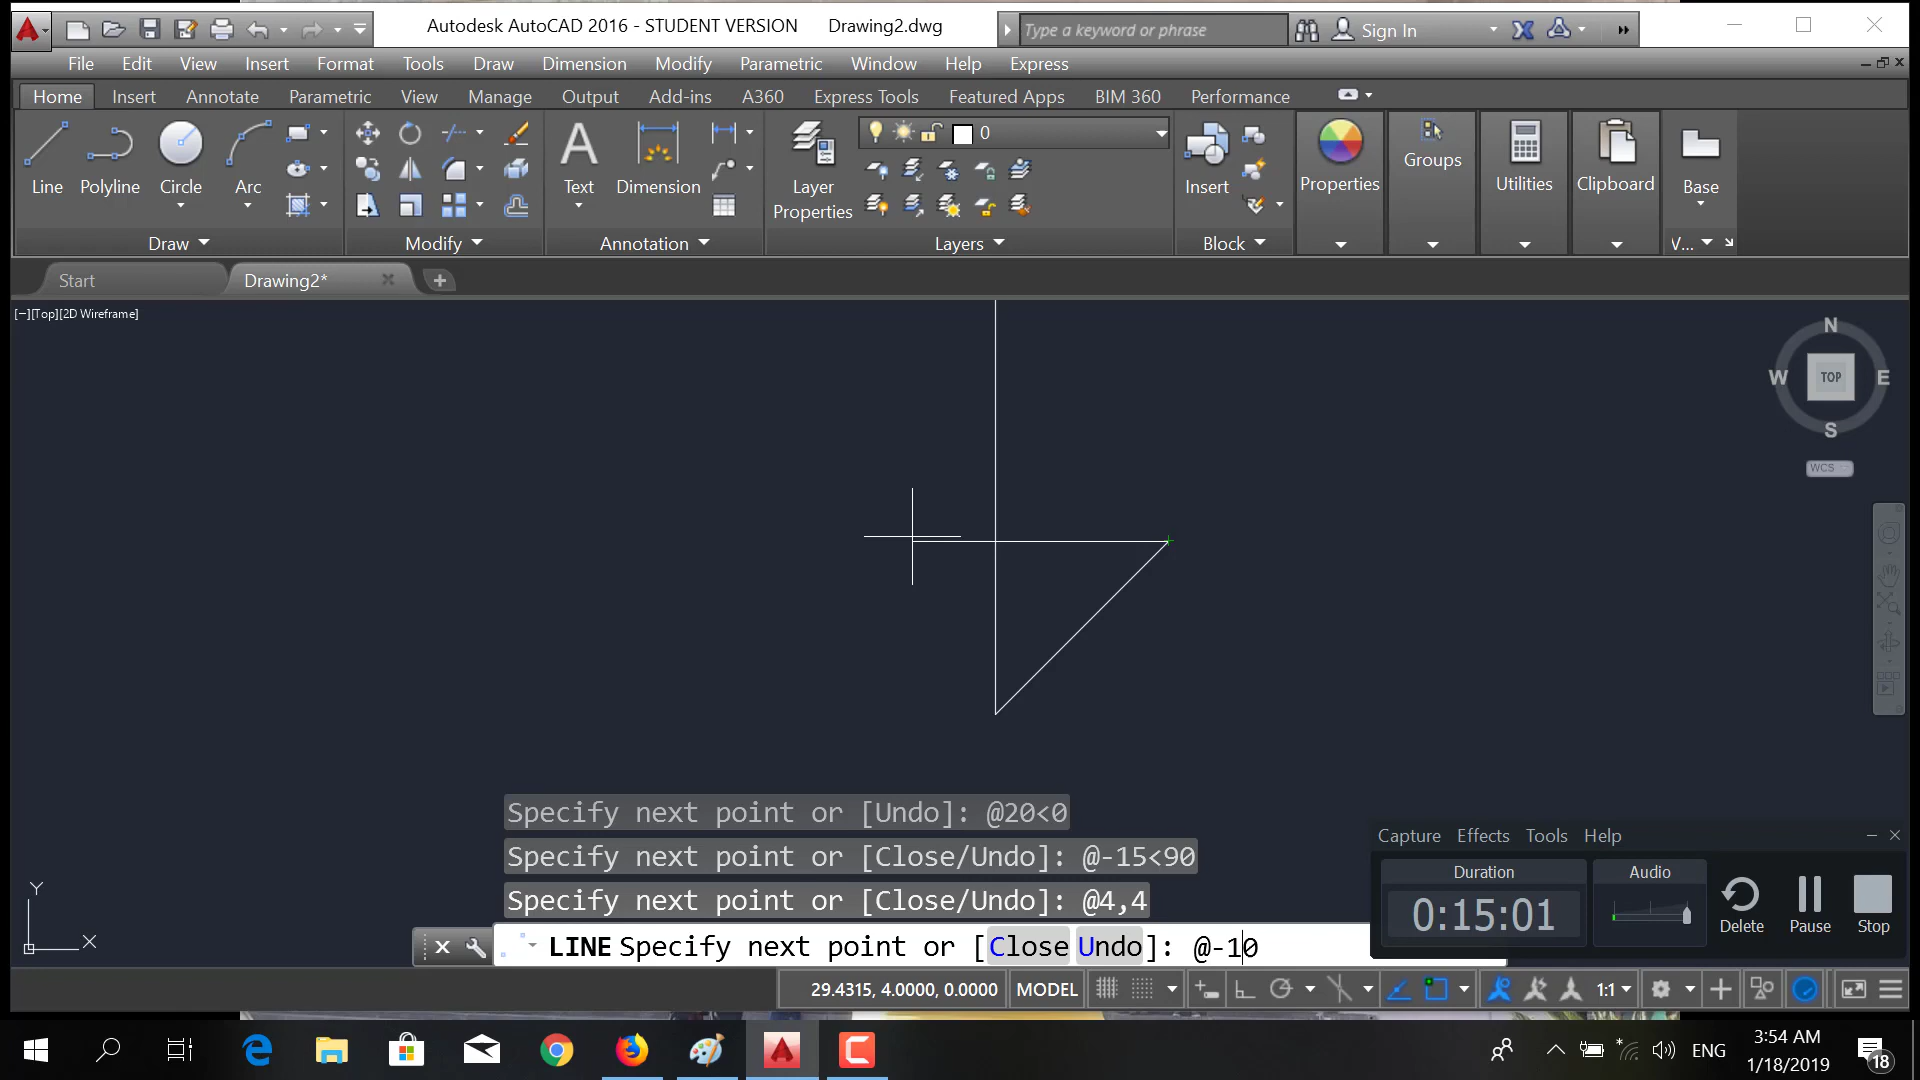 Autodesk AutoCAD 2016 - STUDENT VERSION Drawing2.dwg
Type a keyword or phrase
Sign In
File Edit View Insert Format Tools Draw Dimension Modify Parametric Window Help Express
Home Insert Annotate Parametric View Manage Output Add-ins A360 Express Tools Featured Apps BIM 360 Performance
0
Line Polyline Circle Arc
Text Dimension
Layer
Properties
Insert
Properties
Groups
Utilities
Clipboard
Base
Draw
Modify
Annotation
Layers
Block
V...
Start
Drawing2*
[−][Top][2D Wireframe]
N
W TOP E
S
WCS
Specify next point or [Undo]: @20<0
Specify next point or [Close/Undo]: @-15<90
Specify next point or [Close/Undo]: @4,4
LINE Specify next point or [Close Undo]: @-10
Y
X
Capture Effects Tools Help
Duration
0:15:01
Audio
Delete
Pause
Stop
29.4315, 4.0000, 0.0000
MODEL
1:1
ENG
3:54 AM
1/18/2019
18